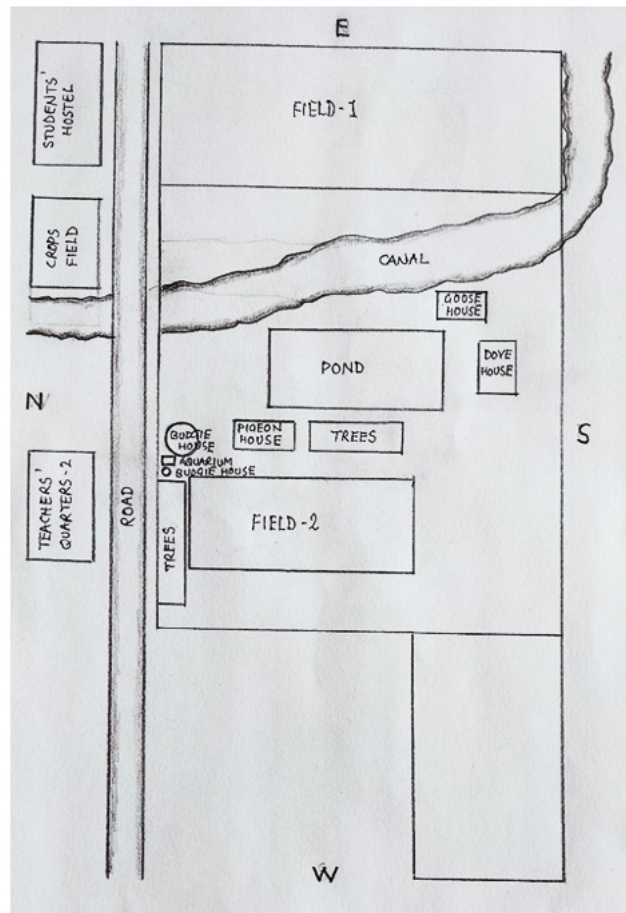 E
STUDENTS'
HOSTEL
FIELD-1
CROPS
FIELD
CANAL
GOOSE
HOUSE
POND
DOVE
HOUSE
N
BUDGIE
HOUSE
PIGEON
HOUSE
TREES
S
AQUARIUM
BUDGIE HOUSE
TEACHERS'
QUARTERS-2
ROAD
TREES
FIELD-2
W